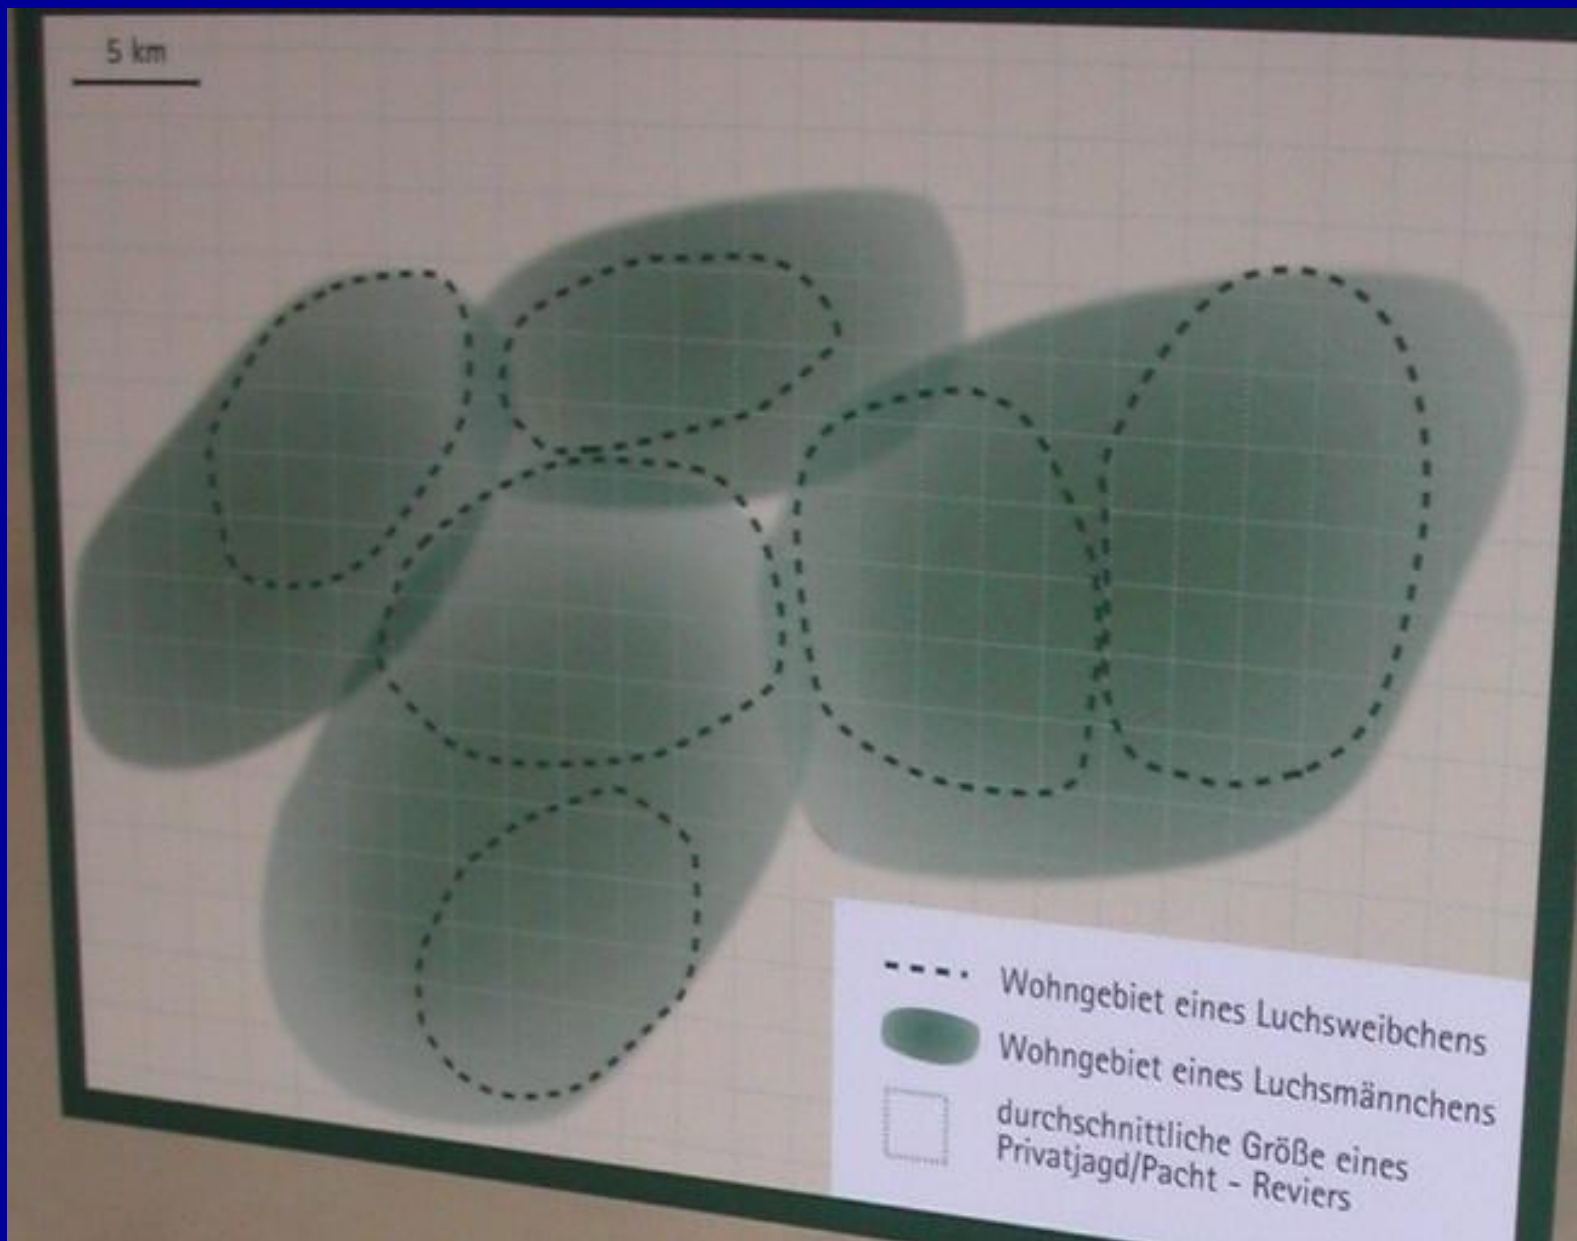 5 km
Wohngebiet eines Luchsweibchens
Wohngebiet eines Luchsmännchens
durchschnittliche Größe eines
Privatjagd/Pacht - Reviers